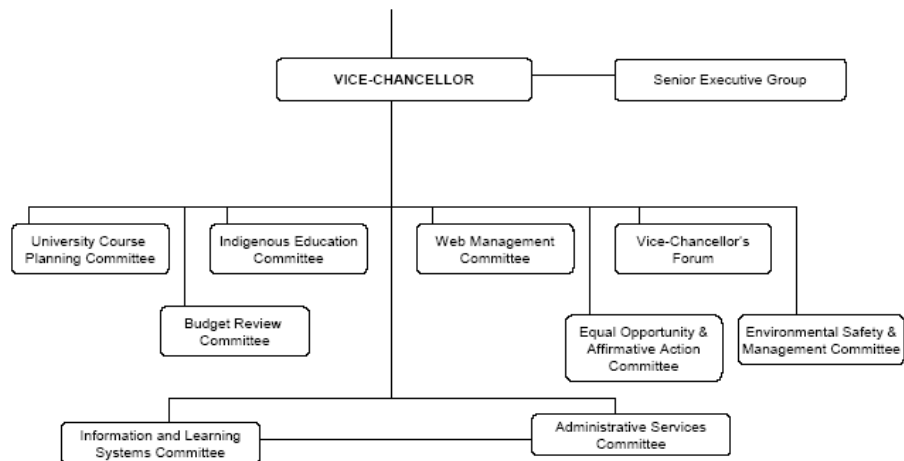 VICE-CHANCELLOR
Senior Executive Group
University Course
Planning Committee
Indigenous Education
Committee
Web Management
Committee
Vice-Chancellor's
Forum
Budget Review
Committee
Equal Opportunity &
Affirmative Action
Committee
Environmental Safety &
Management Committee
Information and Learning
Systems Committee
Administrative Services
Committee